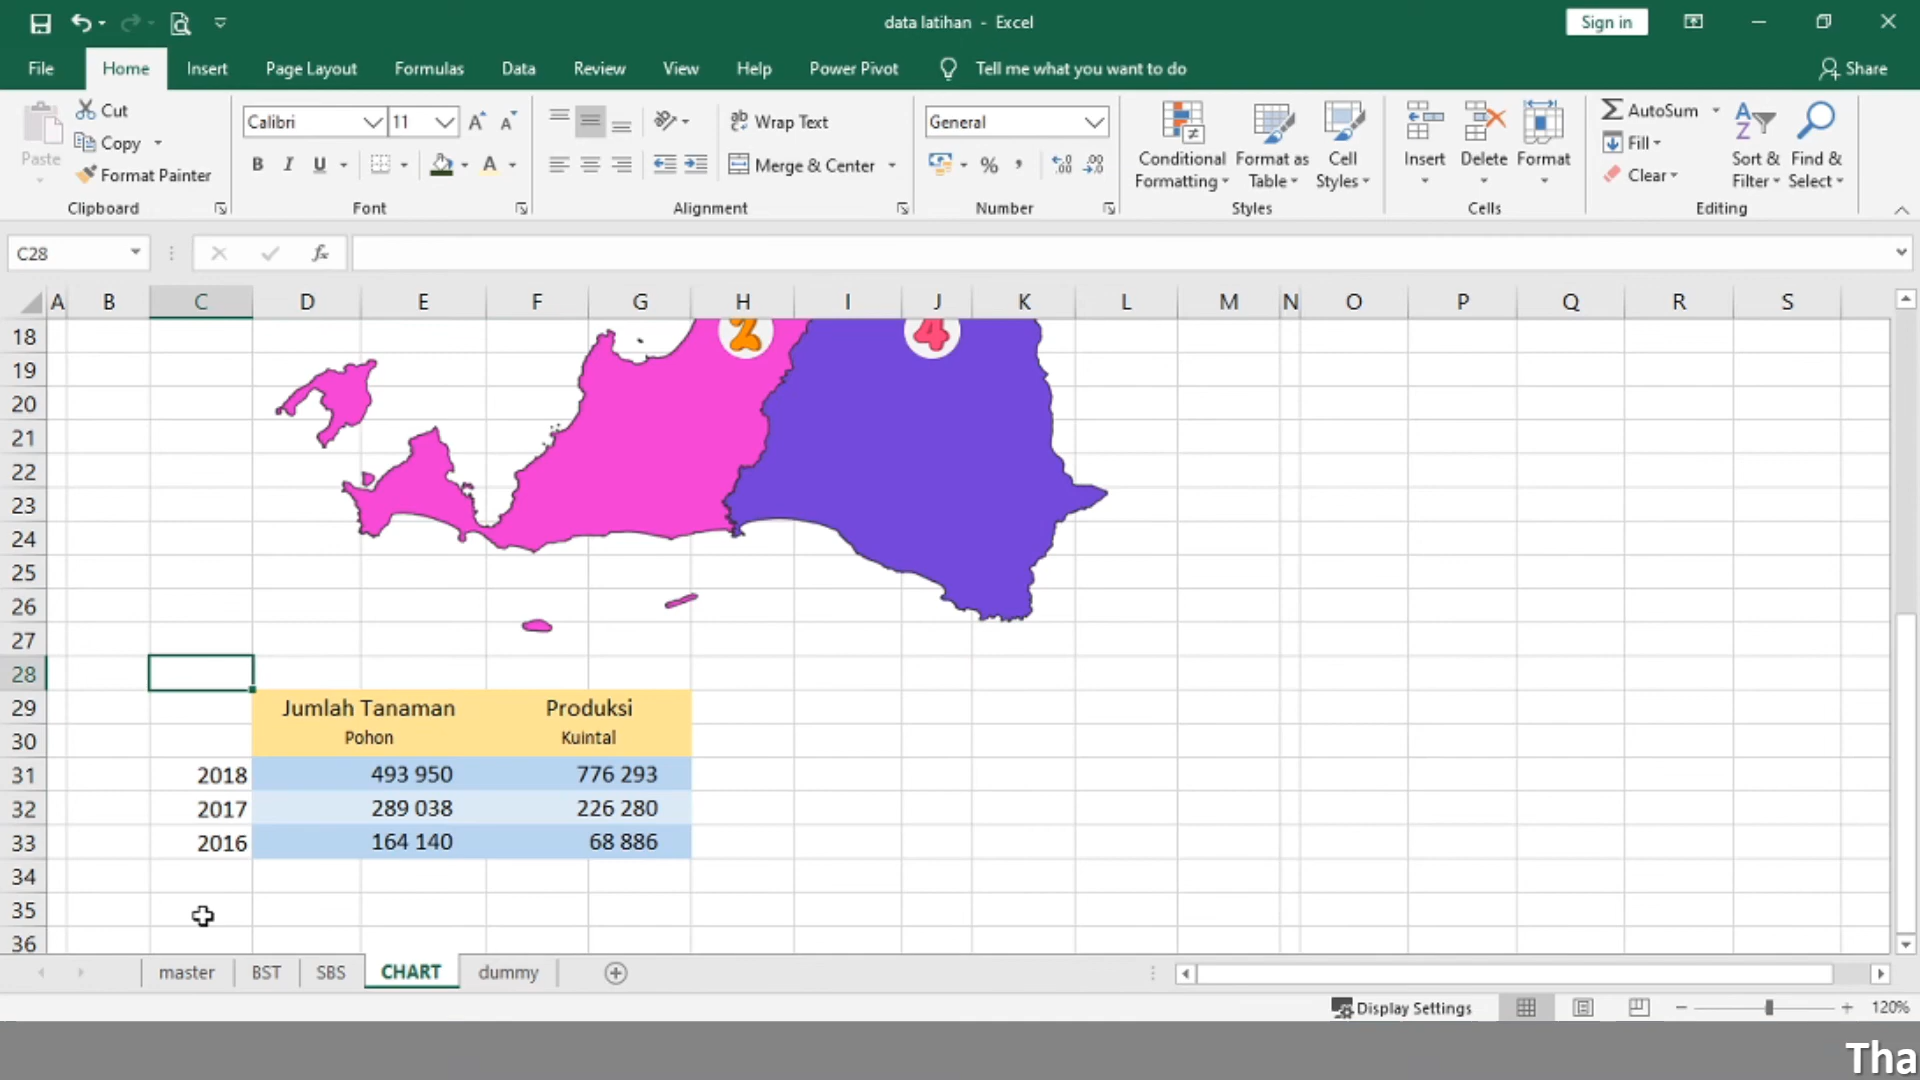 data latihan - Excel
Sign in
File Home Insert Page Layout Formulas Data Review View Help Power Pivot Tell me what you want to do Share
Paste
Cut
Copy
Format Painter
Clipboard
Calibri 11
B I U A
Font
Wrap Text
Merge & Center
Alignment
General
%
Number
Conditional Formatting
Format as Table
Cell Styles
Styles
Insert Delete Format
Cells
AutoSum
Fill
Clear
Sort & Filter
Find & Select
Editing
C28 fx
A B C D E F G H I J K L M N O P Q R S
18
2 4
19
20
21
22
23
24
25
26
27
28
29 Jumlah Tanaman Produksi
30 Pohon Kuintal
31 2018 493 950 776 293
32 2017 289 038 226 280
33 2016 164 140 68 886
34
35
36
master BST SBS CHART dummy
Display Settings 120%
Tha